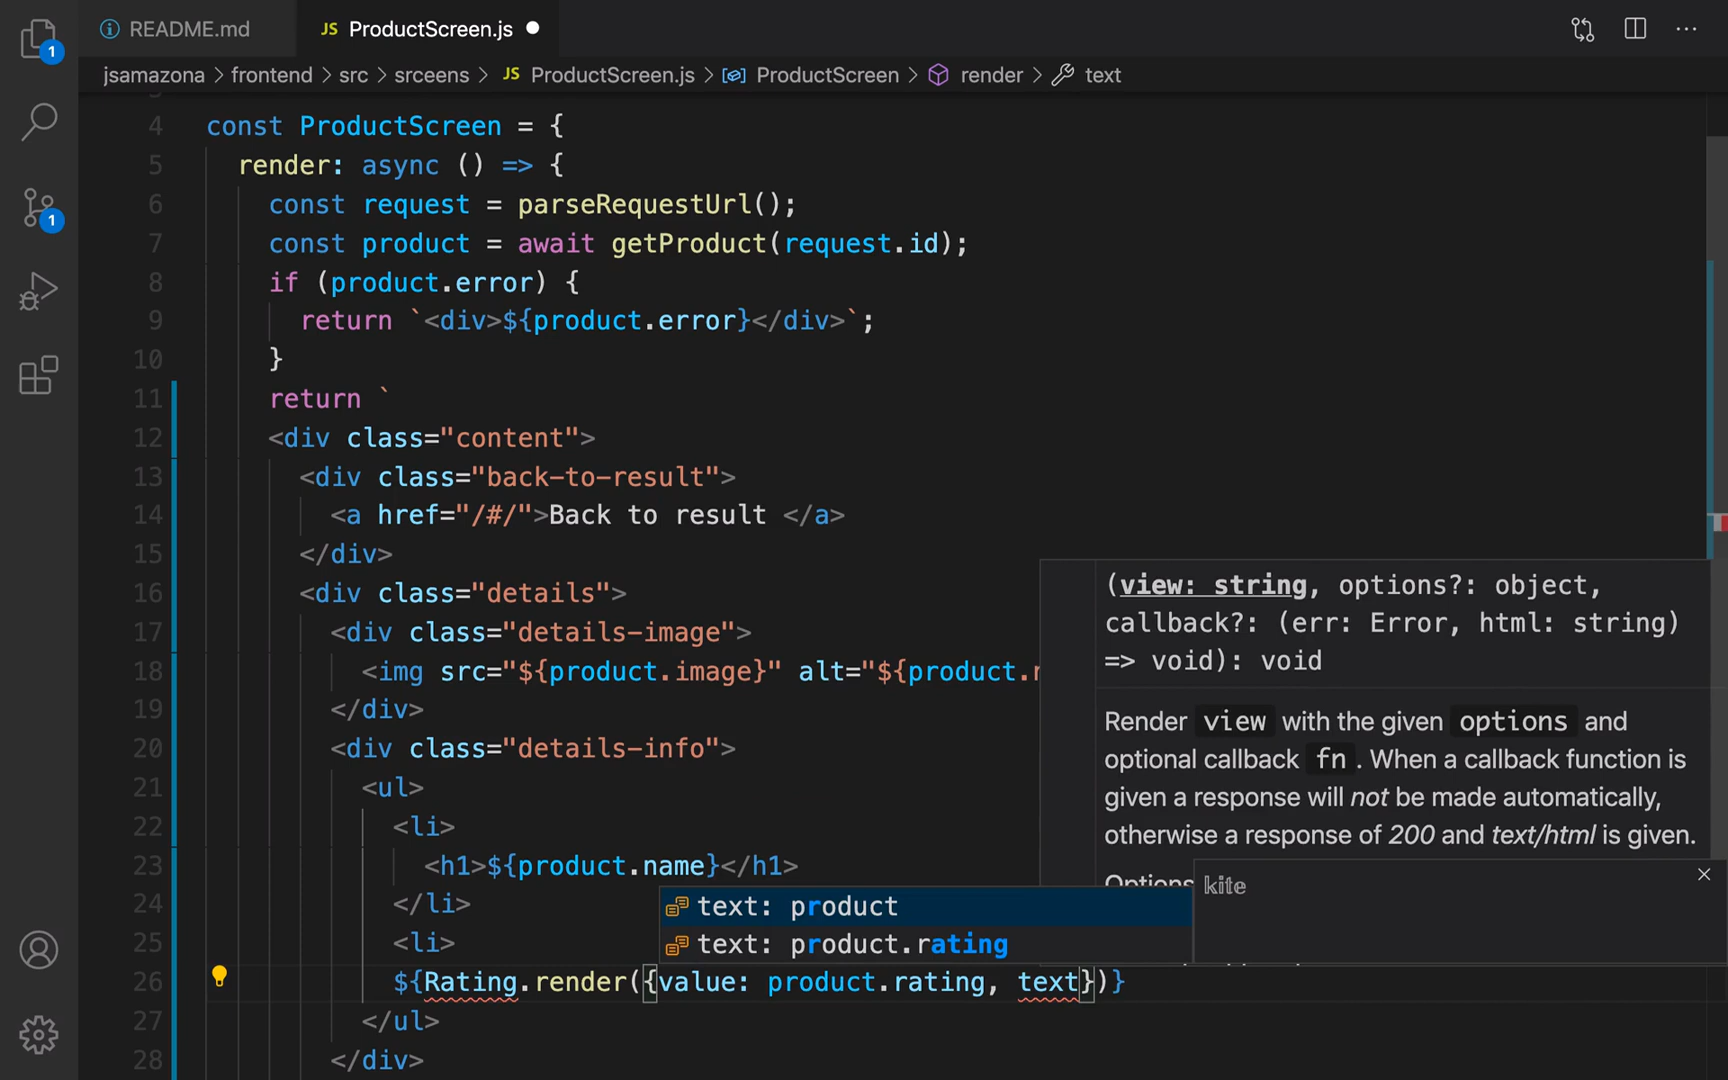 README.md
JS ProductScreen.js
1
jsamazona > frontend > src > srceens > JS ProductScreen.js > ProductScreen > render > text
4 const ProductScreen = {
5 render: async () => {
6 const request = parseRequestUrl();
7 const product = await getProduct(request.id);
1
8 if (product.error) {
9 return `<div>${product.error}</div>`;
10 }
11 return `
12 <div class="content">
13 <div class="back-to-result">
14 <a href="/#/">Back to result </a>
15 </div>
16 <div class="details">
17 <div class="details-image">
18 <img src="${product.image}" alt="${product.
19 </div>
20 <div class="details-info">
21 <ul>
22 <li>
23 <h1>${product.name}</h1>
24 </li>
25 <li>
26 ${Rating.render({value: product.rating, text})}
27 </ul>
28 </div>
(view: string, options?: object,
callback?: (err: Error, html: string)
=> void): void
Render view with the given options and
optional callback fn. When a callback function is
given a response will not be made automatically,
otherwise a response of 200 and text/html is given.
Options
kite
text: product
text: product.rating